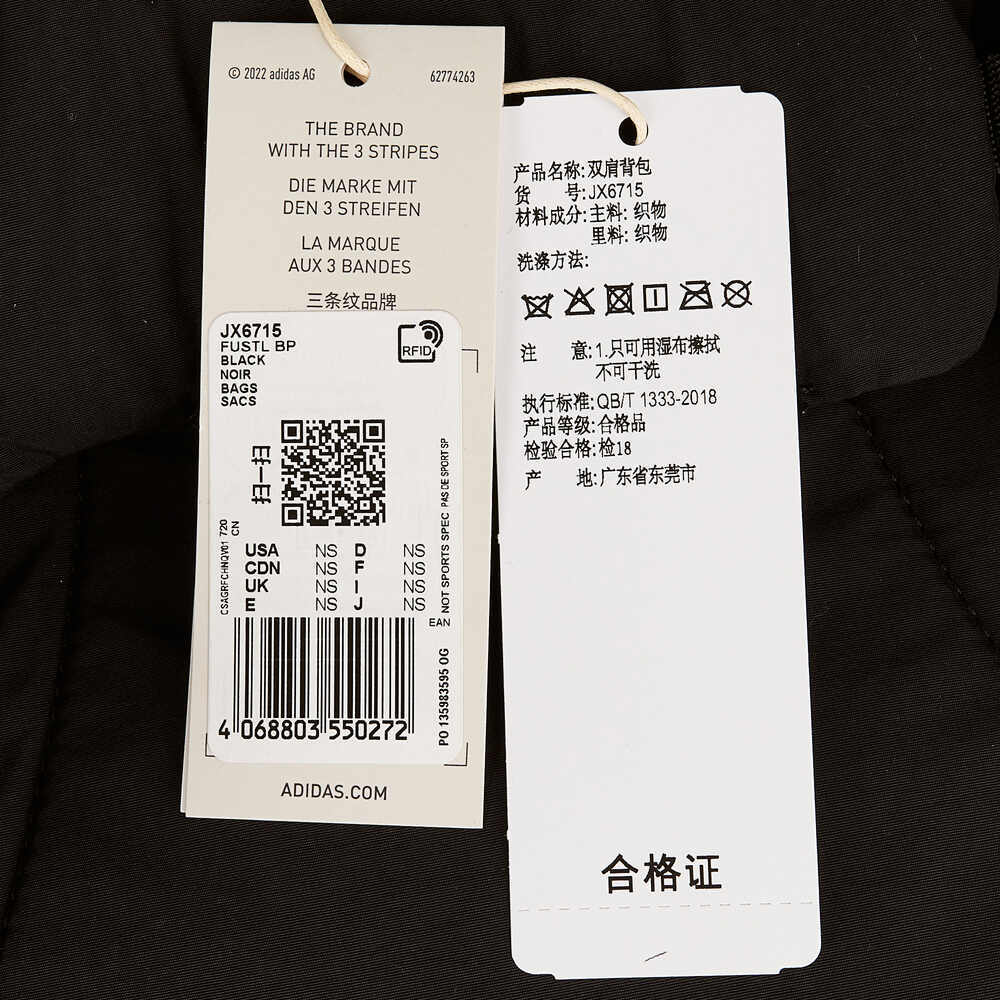 © 2022 adidas AG 62774263
THE BRAND
WITH THE 3 STRIPES
DIE MARKE MIT
DEN 3 STREIFEN
LA MARQUE
AUX 3 BANDES
三条纹品牌
JX6715
FUSTL BP
BLACK
NOIR
BAGS
SACS
RFID
扫一扫
CSAGRFCHNQV01 720
CN
USA NS D NS
CDN NS F NS
UK NS I NS
E NS J NS
NOT SPORTS SPEC PAS DE SPORT SP
EAN
PO 135983595 OG
4 068803 550272
ADIDAS.COM
产品名称:双肩背包
货 号:JX6715
材料成分:主料: 织物
里料: 织物
洗涤方法:
注 意:1.只可用湿布擦拭
不可干洗
执行标准:QB/T 1333-2018
产品等级:合格品
检验合格:检18
产 地:广东省东莞市
合格证